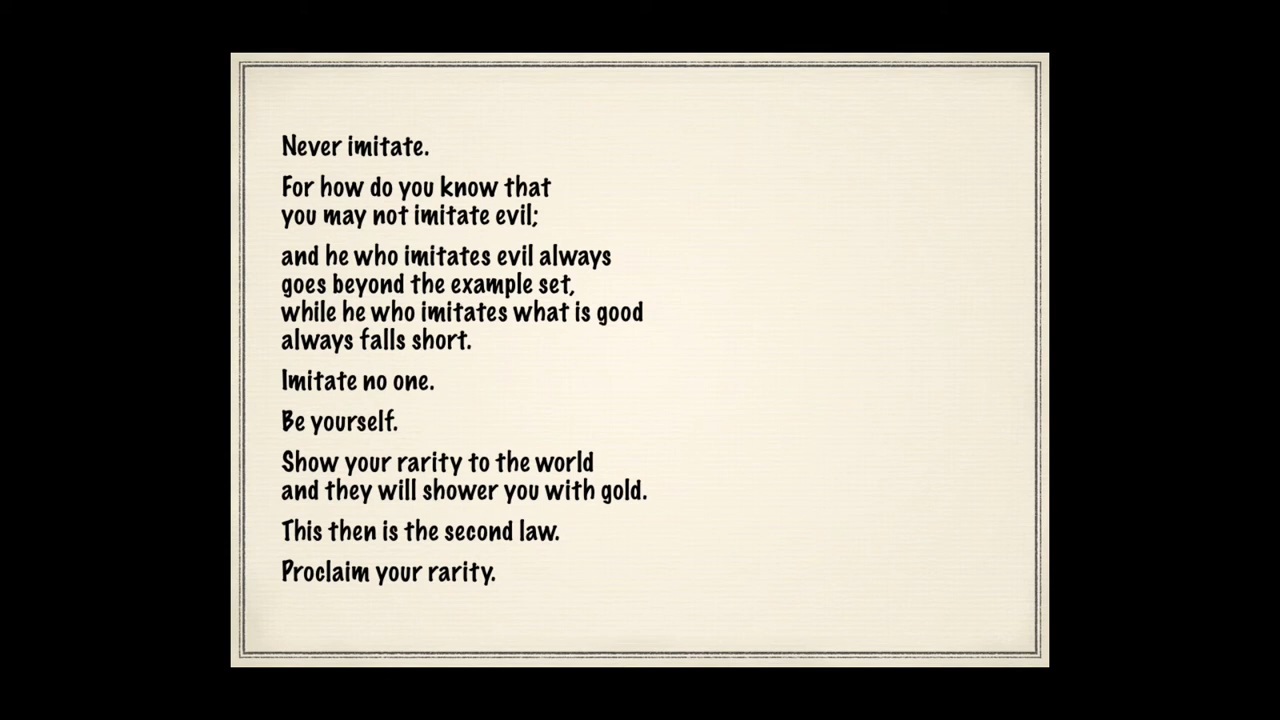 Never imitate.
For how do you know that
you may not imitate evil;
and he who imitates evil always
goes beyond the example set,
while he who imitates what is good
always falls short.
Imitate no one.
Be yourself.
Show your rarity to the world
and they will shower you with gold.
This then is the second law.
Proclaim your rarity.